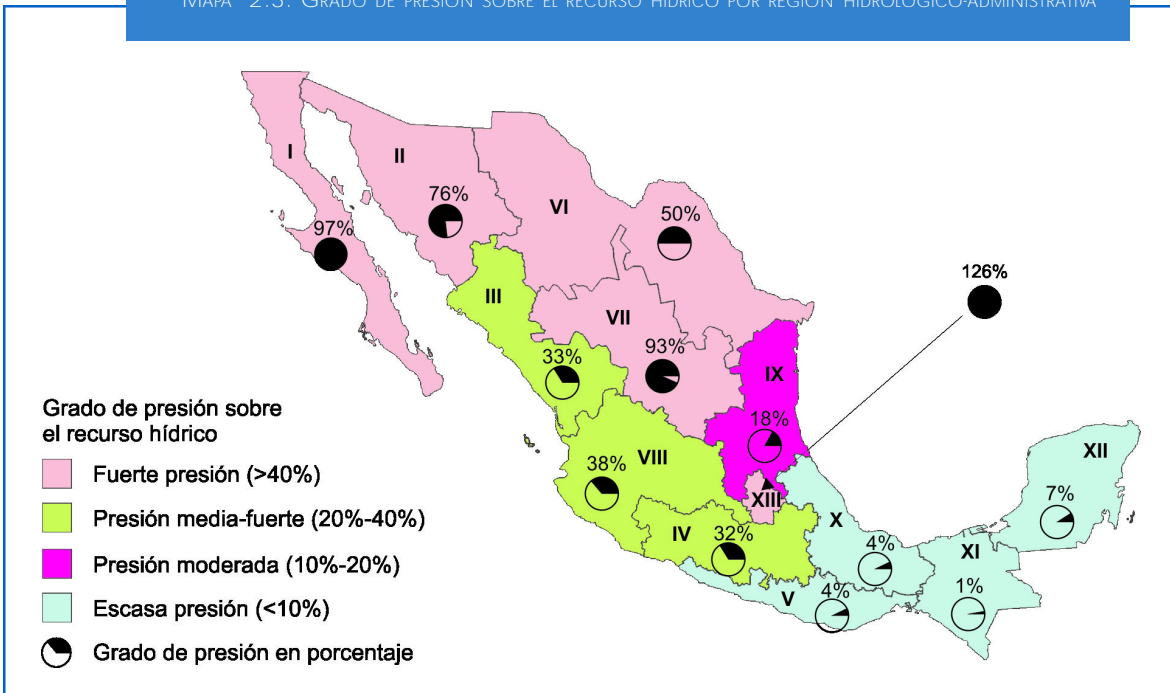 MAPA 2.3. GRADO DE PRESIÓN SOBRE EL RECURSO HÍDRICO POR REGIÓN HIDROLÓGICO-ADMINISTRATIVA
I
II
VI
76%
50%
97%
126%
III
VII
33%
93%
IX
18%
VIII
38%
XIII
XII
7%
X
IV
32%
4%
XI
V
4%
1%
Grado de presión sobre
el recurso hídrico
Fuerte presión (>40%)
Presión media-fuerte (20%-40%)
Presión moderada (10%-20%)
Escasa presión (<10%)
Grado de presión en porcentaje